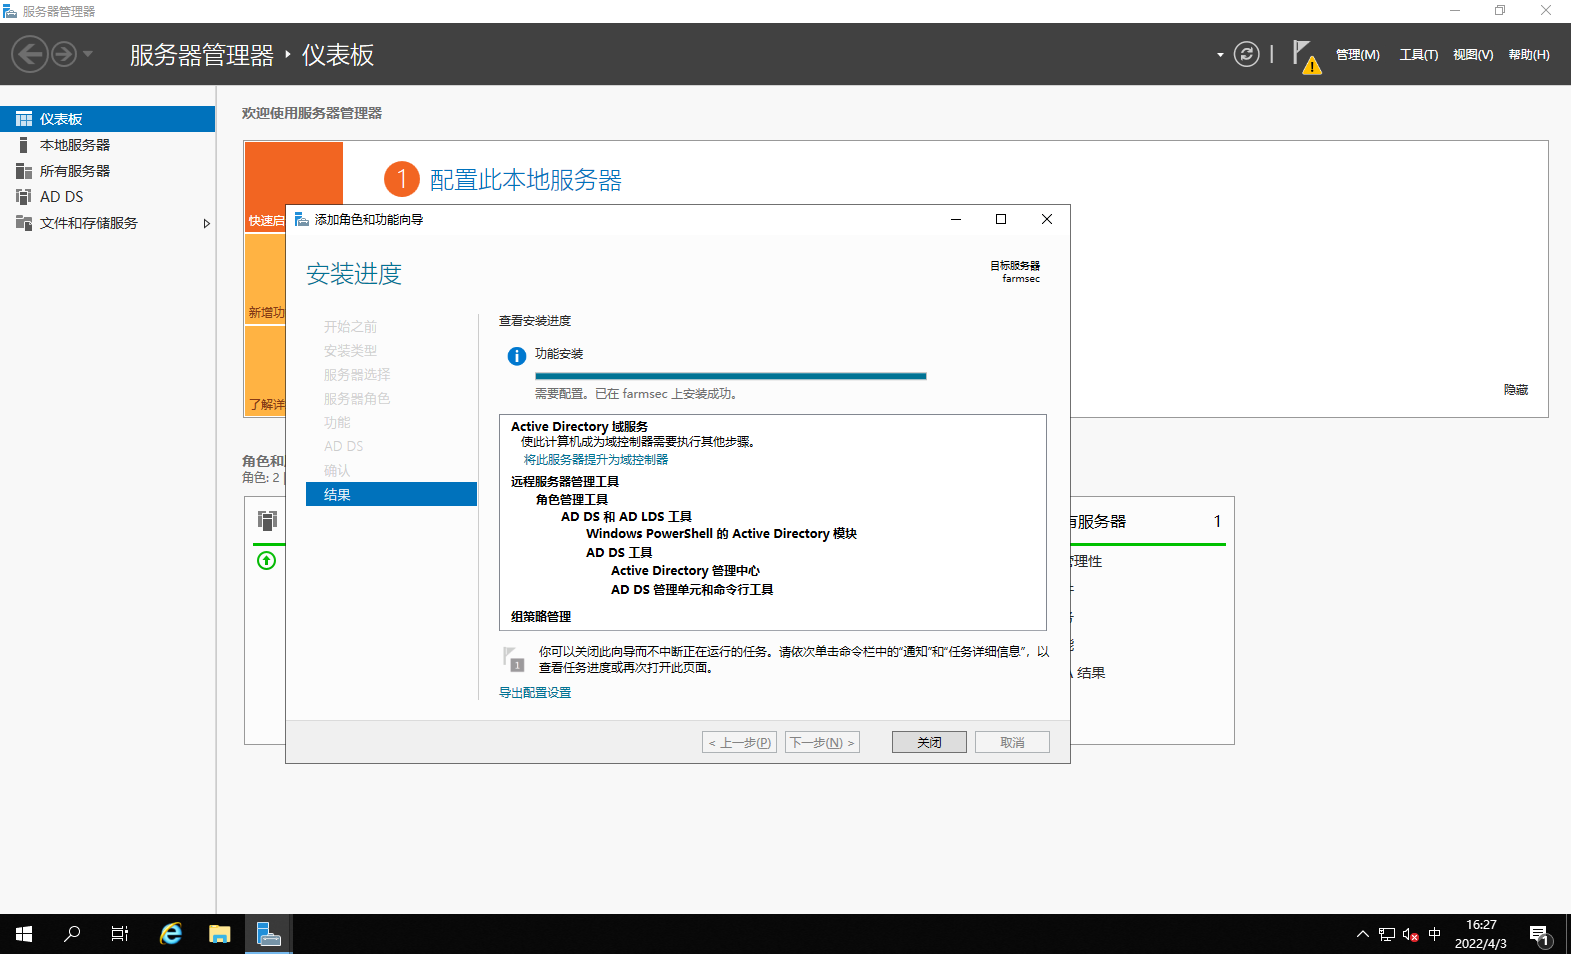 服务器管理器
服务器管理器 ‣ 仪表板
管理(M)
工具(T)
视图(V)
帮助(H)
仪表板
本地服务器
所有服务器
AD DS
文件和存储服务
欢迎使用服务器管理器
1 配置此本地服务器
快速启
新增功
了解详
隐藏
角色和
角色: 2
服务器 1
管理性
结果
添加角色和功能向导
安装进度
目标服务器
farmsec
开始之前
安装类型
服务器选择
服务器角色
功能
AD DS
确认
结果
查看安装进度
功能安装
需要配置。已在 farmsec 上安装成功。
Active Directory 域服务
使此计算机成为域控制器需要执行其他步骤。
将此服务器提升为域控制器
远程服务器管理工具
角色管理工具
AD DS 和 AD LDS 工具
Windows PowerShell 的 Active Directory 模块
AD DS 工具
Active Directory 管理中心
AD DS 管理单元和命令行工具
组策略管理
1
你可以关闭此向导而不中断正在运行的任务。请依次单击命令栏中的“通知”和“任务详细信息”，以
查看任务进度或再次打开此页面。
导出配置设置
< 上一步(P)
下一步(N) >
关闭
取消
中
16:27
2022/4/3
1